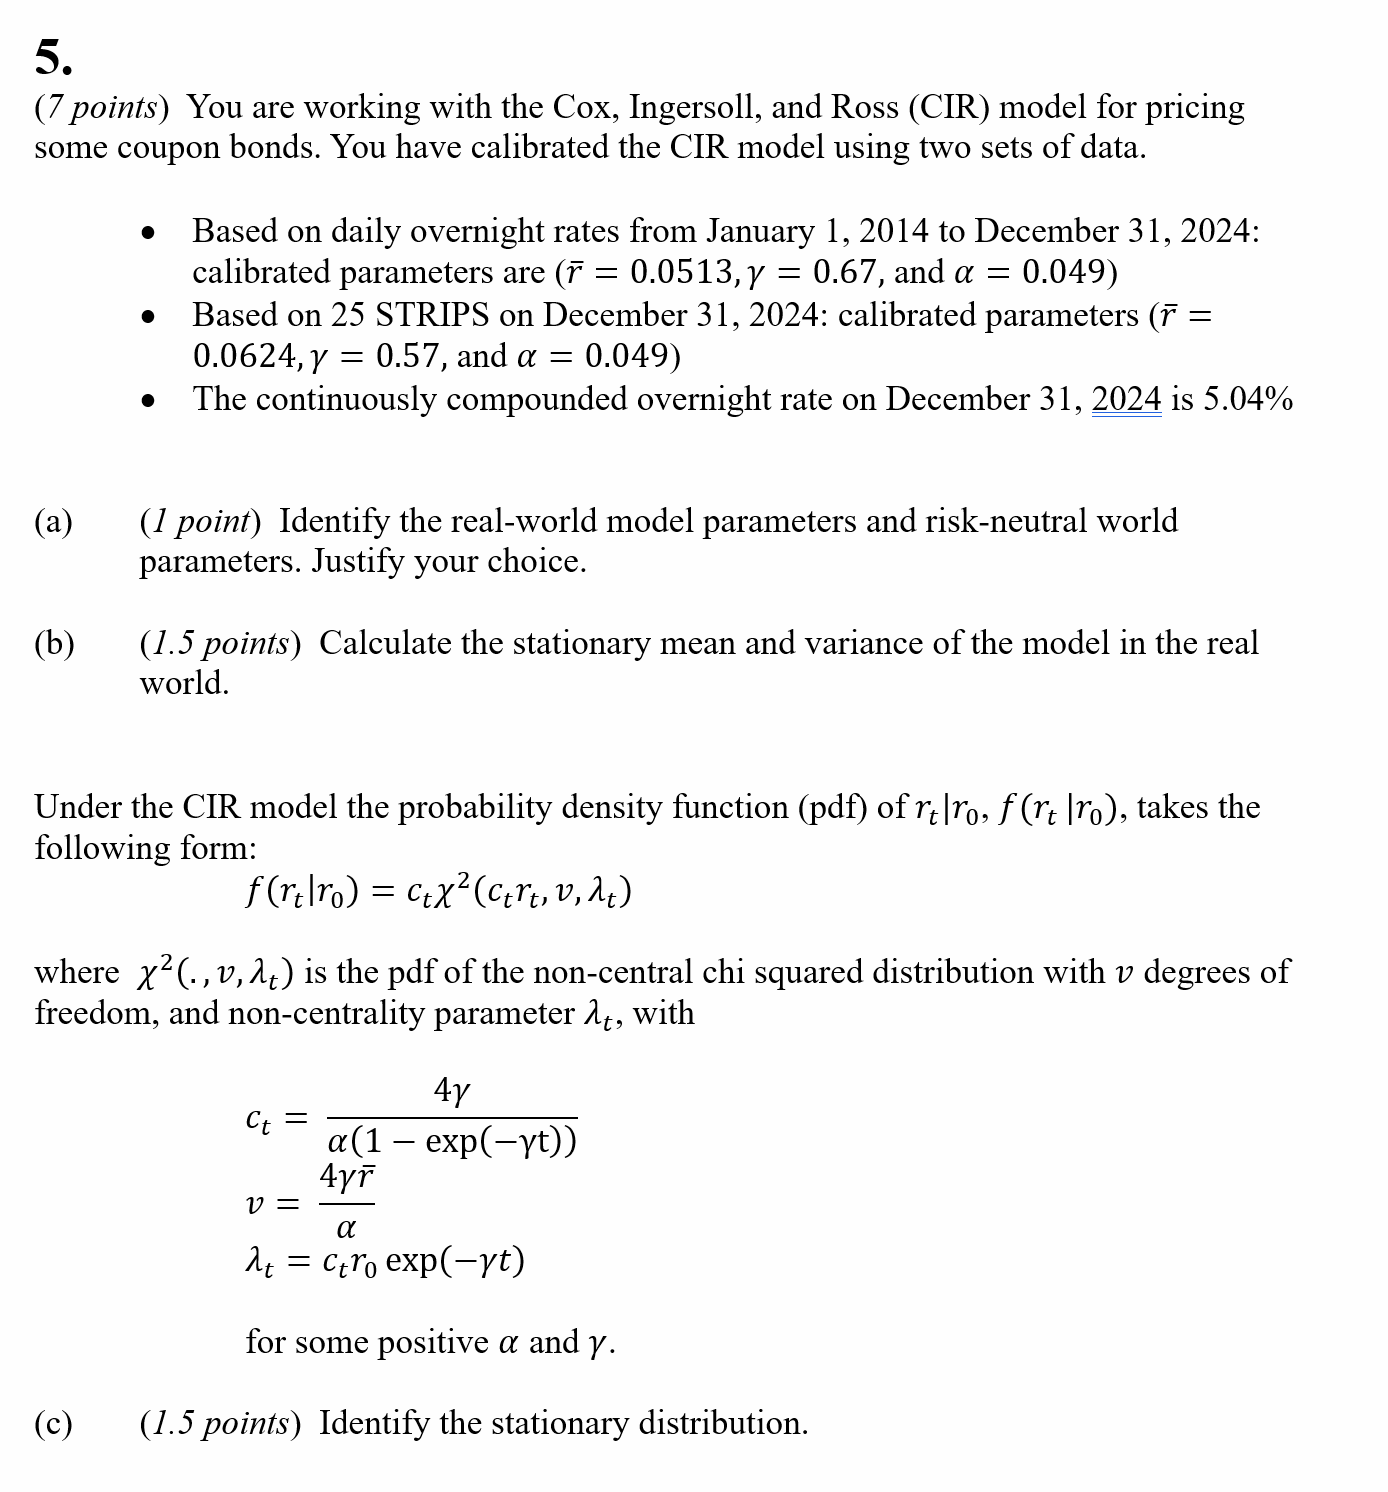 5.
(7 points) You are working with the Cox, Ingersoll, and Ross (CIR) model for pricing
some coupon bonds. You have calibrated the CIR model using two sets of data.
• Based on daily overnight rates from January 1, 2014 to December 31, 2024:
calibrated parameters are (r̄ = 0.0513, γ = 0.67, and α = 0.049)
• Based on 25 STRIPS on December 31, 2024: calibrated parameters (r̄ =
0.0624, γ = 0.57, and α = 0.049)
• The continuously compounded overnight rate on December 31, 2024 is 5.04%
(a) (1 point) Identify the real-world model parameters and risk-neutral world
parameters. Justify your choice.
(b) (1.5 points) Calculate the stationary mean and variance of the model in the real
world.
Under the CIR model the probability density function (pdf) of r_t|r_0, f(r_t |r_0), takes the
following form:
f(r_t|r_0) = c_t χ²(c_t r_t, v, λ_t)
where χ²(., v, λ_t) is the pdf of the non-central chi squared distribution with v degrees of
freedom, and non-centrality parameter λ_t, with
c_t = 4γ / α(1 − exp(−γt))
v = 4γr̄ / α
λ_t = c_t r_0 exp(−γt)
for some positive α and γ.
(c) (1.5 points) Identify the stationary distribution.